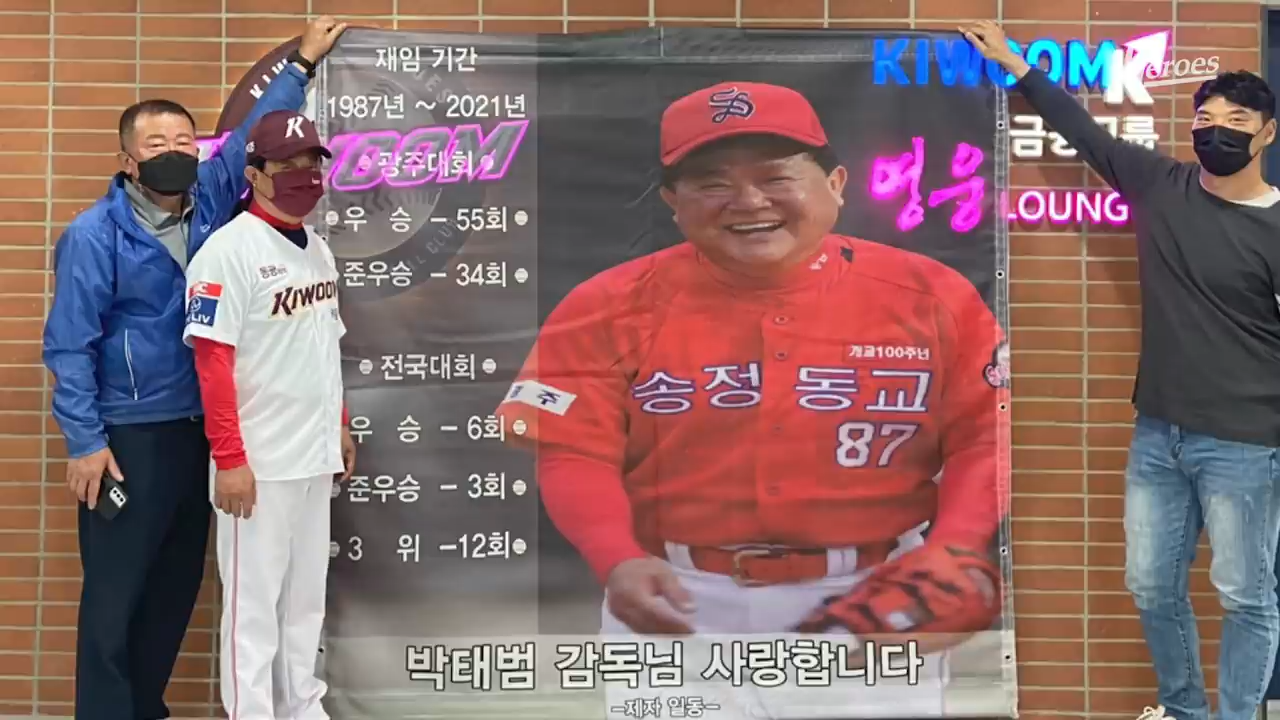 재임 기간
1987년 ~ 2021년
광주대회
우 승 - 55회
준우승 - 34회
전국대회
우 승 - 6회
준우승 - 3회
3 위 -12회
개교100주년
송정 동교
87
박태범 감독님 사랑합니다
-제자 일동-
KIWOOM
Heroes
영웅
LOUNG
K
KIWOOM